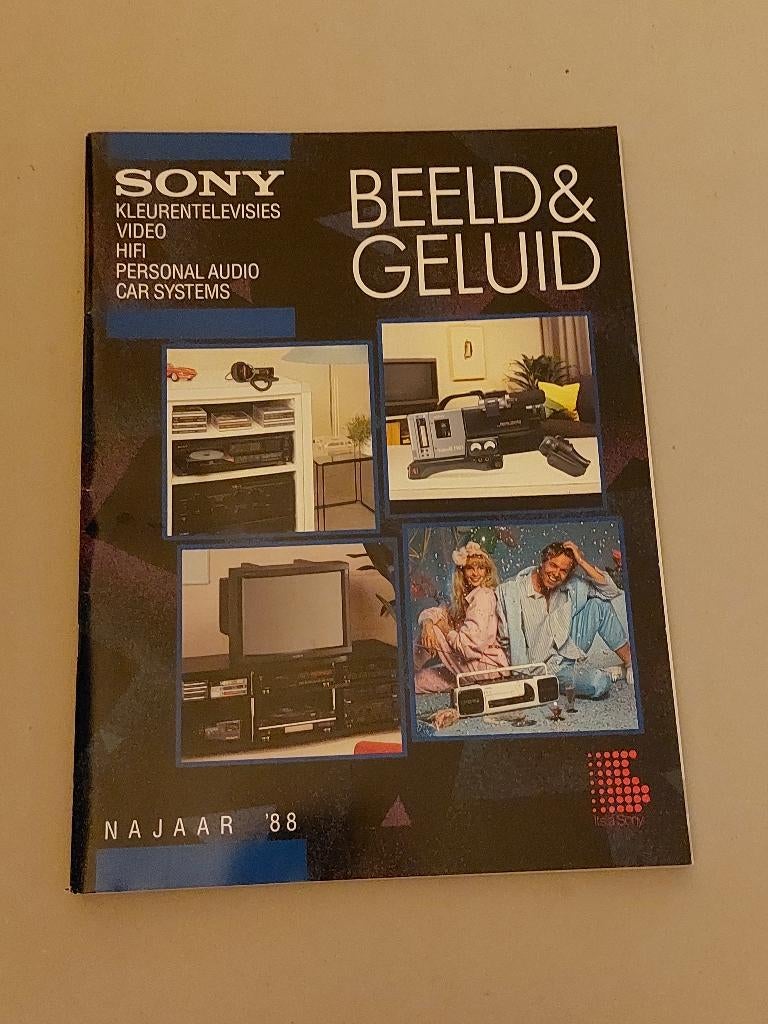 SONY
KLEURENTELEVISIES
VIDEO
HIFI
PERSONAL AUDIO
CAR SYSTEMS
BEELD &
GELUID
NAJAAR '88
It's a Sony